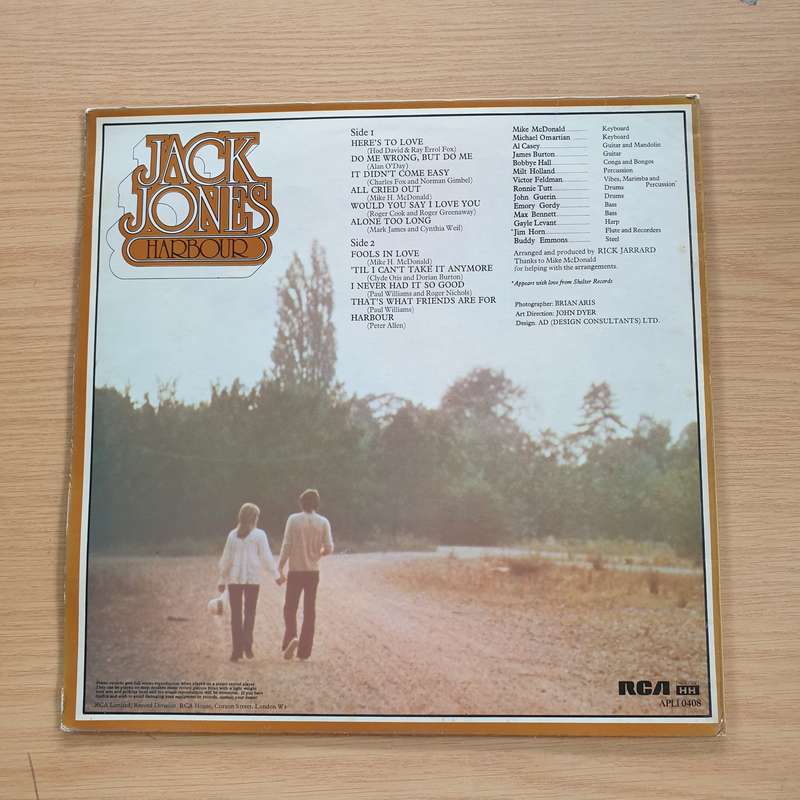 JACK
JONES
HARBOUR
Side 1
HERE'S TO LOVE
(Hod David & Ray Errol Fox)
DO ME WRONG, BUT DO ME
(Alan O'Day)
IT DIDN'T COME EASY
(Charles Fox and Norman Gimbel)
ALL CRIED OUT
(Mike H. McDonald)
WOULD YOU SAY I LOVE YOU
(Roger Cook and Roger Greenaway)
ALONE TOO LONG
(Mark James and Cynthia Weil)
Side 2
FOOLS IN LOVE
(Mike H. McDonald)
'TIL I CAN'T TAKE IT ANYMORE
(Clyde Otis and Dorian Burton)
I NEVER HAD IT SO GOOD
(Paul Williams and Roger Nichols)
THAT'S WHAT FRIENDS ARE FOR
(Paul Williams)
HARBOUR
(Peter Allen)
Mike McDonald Keyboard
Michael Omartian Keyboard
Al Casey Guitar and Mandolin
James Burton Guitar
Bobbye Hall Congo and Bongos
Milt Holland Percussion
Victor Feldman Vibes, Marimba and Percussion
Ronnie Tutt Drums
John Guerin Drums
Emory Gordy Bass
Max Bennett Bass
Gayle Levant Harp
*Jim Horn Flute and Recorders
Buddy Emmons Steel
Arranged and produced by RICK JARRARD
Thanks to Mike McDonald
for helping with the arrangements.
*Appears with love from Shelter Records
Photographer: BRIAN ARIS
Art Direction: JOHN DYER
Design: AD (DESIGN CONSULTANTS) LTD.
RCA Limited, Record Division, RCA House, Curzon Street, London W1
RCA
APL1 0408